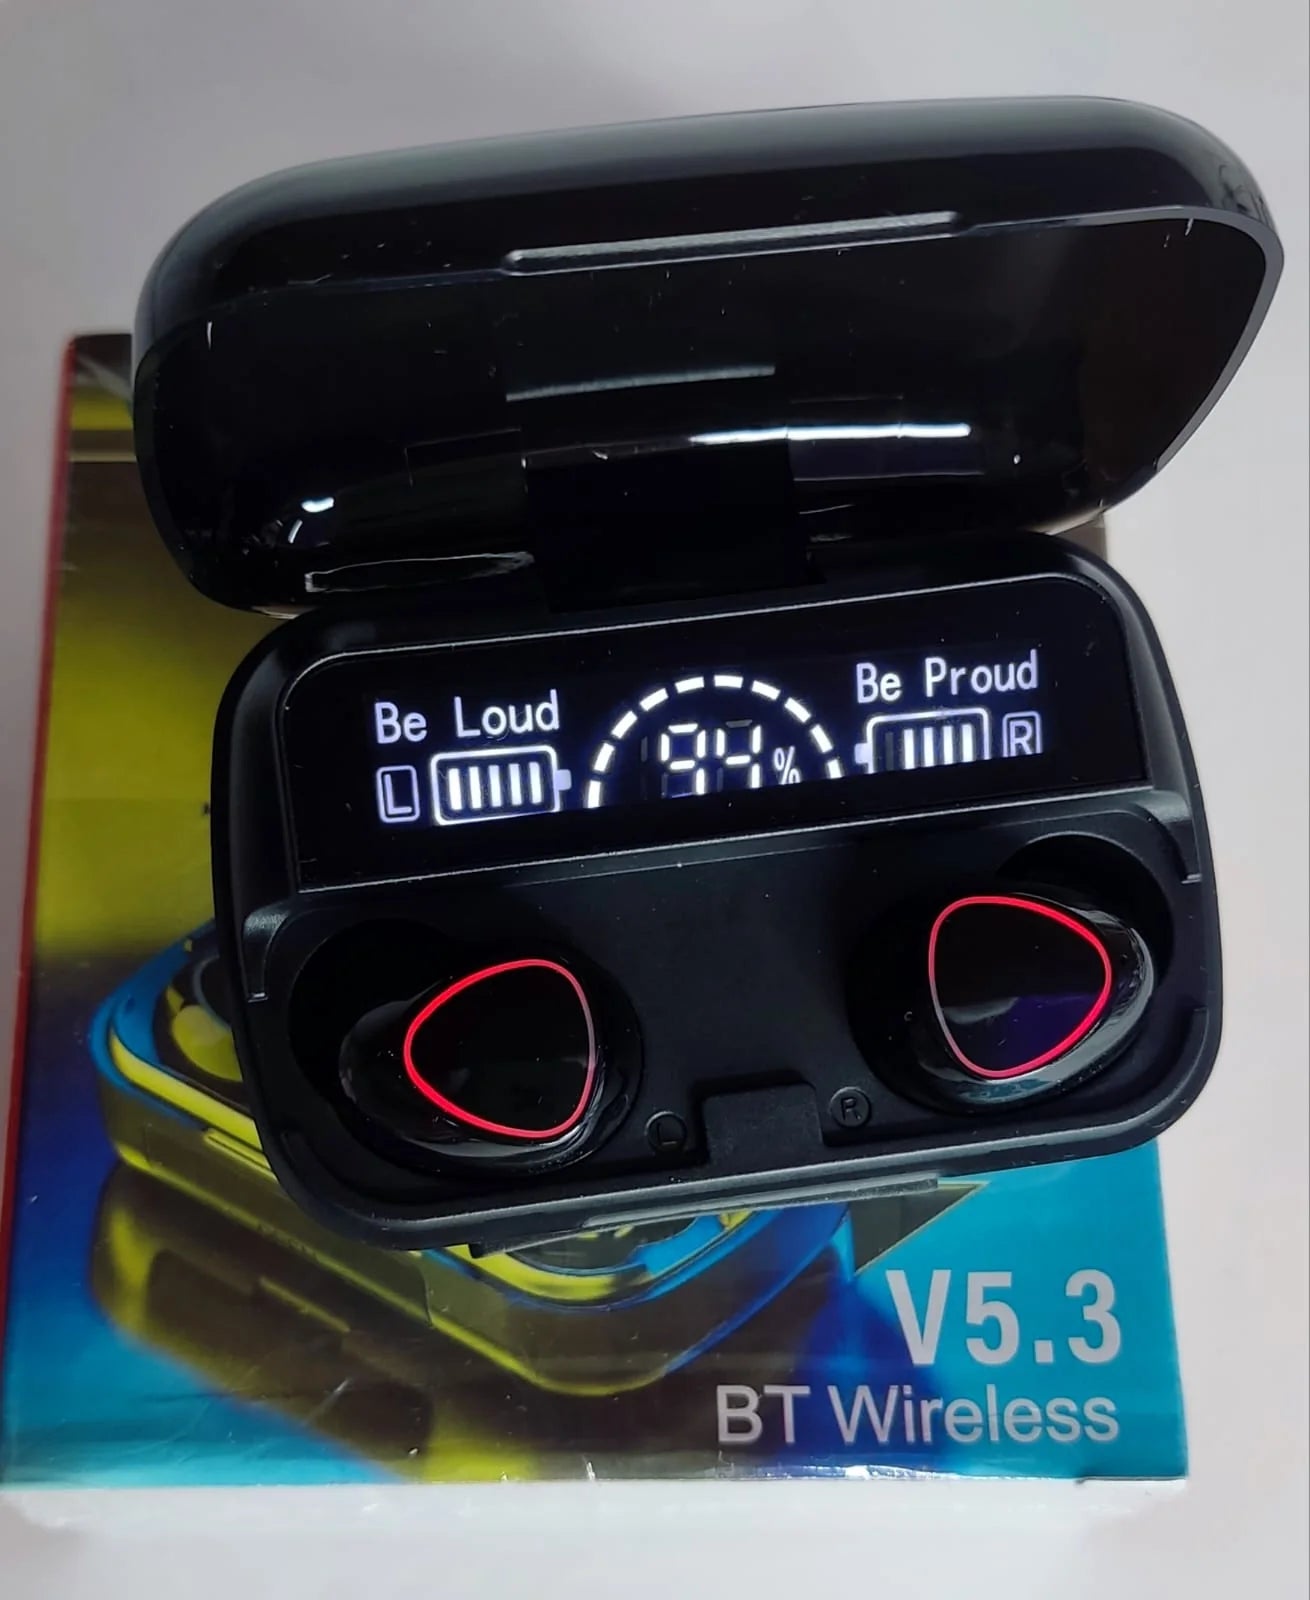 Be Loud
Be Proud
L
94%
R
L
R
V5.3
BT Wireless